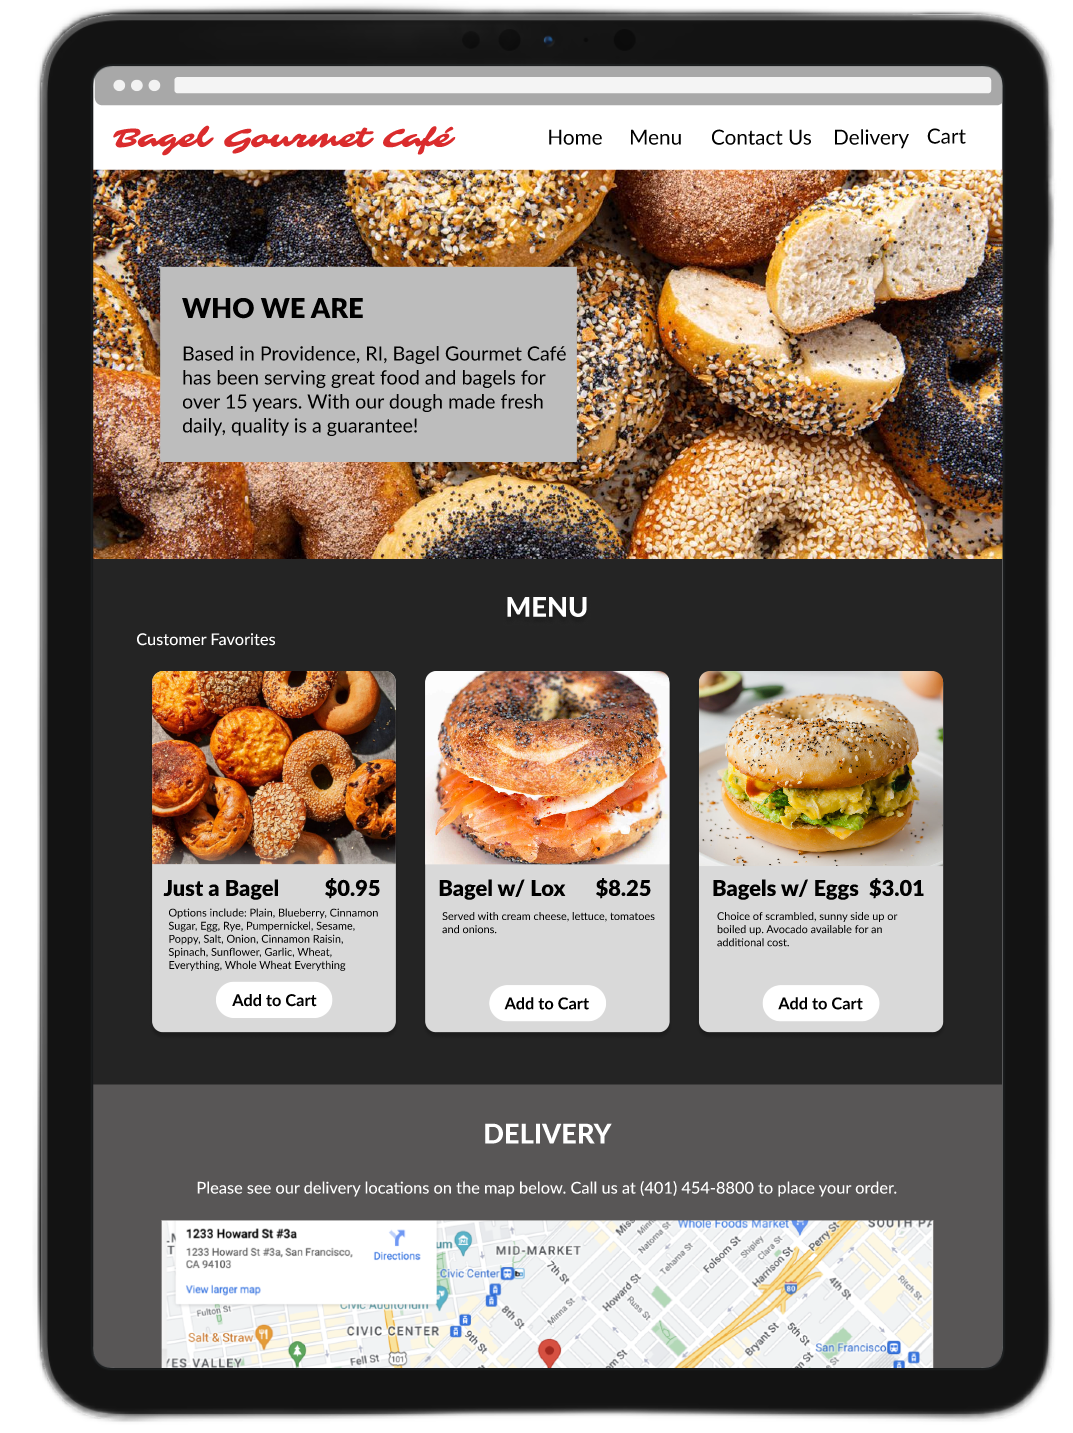 Bagel Gourmet Café
Home Menu Contact Us Delivery Cart
WHO WE ARE
Based in Providence, RI, Bagel Gourmet Café
has been serving great food and bagels for
over 15 years. With our dough made fresh
daily, quality is a guarantee!
MENU
Customer Favorites
Just a Bagel $0.95
Options include: Plain, Blueberry, Cinnamon
Sugar, Egg, Rye, Pumpernickel, Sesame,
Poppy, Salt, Onion, Cinnamon Raisin,
Spinach, Sunflower, Garlic, Wheat,
Everything, Whole Wheat Everything
Add to Cart
Bagel w/ Lox $8.25
Served with cream cheese, lettuce, tomatoes
and onions.
Add to Cart
Bagels w/ Eggs $3.01
Choice of scrambled, sunny side up or
boiled up. Avocado available for an
additional cost.
Add to Cart
DELIVERY
Please see our delivery locations on the map below. Call us at (401) 454-8800 to place your order.
1233 Howard St #3a
1233 Howard St #3a, San Francisco,
CA 94103
Directions
View larger map
Whole Foods Market
SOUTH PA
MID-MARKET
Civic Center
Civic Auditorium
CIVIC CENTER
Fulton St
Salt & Straw
YES VALLEY
Fell St
101
7th St
8th St
9th St
Minna St
Natoma St
Tehama St
Howard St
Russ St
Folsom St
Shipley
Clara St
Harrison St
Perry St
80
4th St
5th St
Ritch St
Bryant St
San Francisco